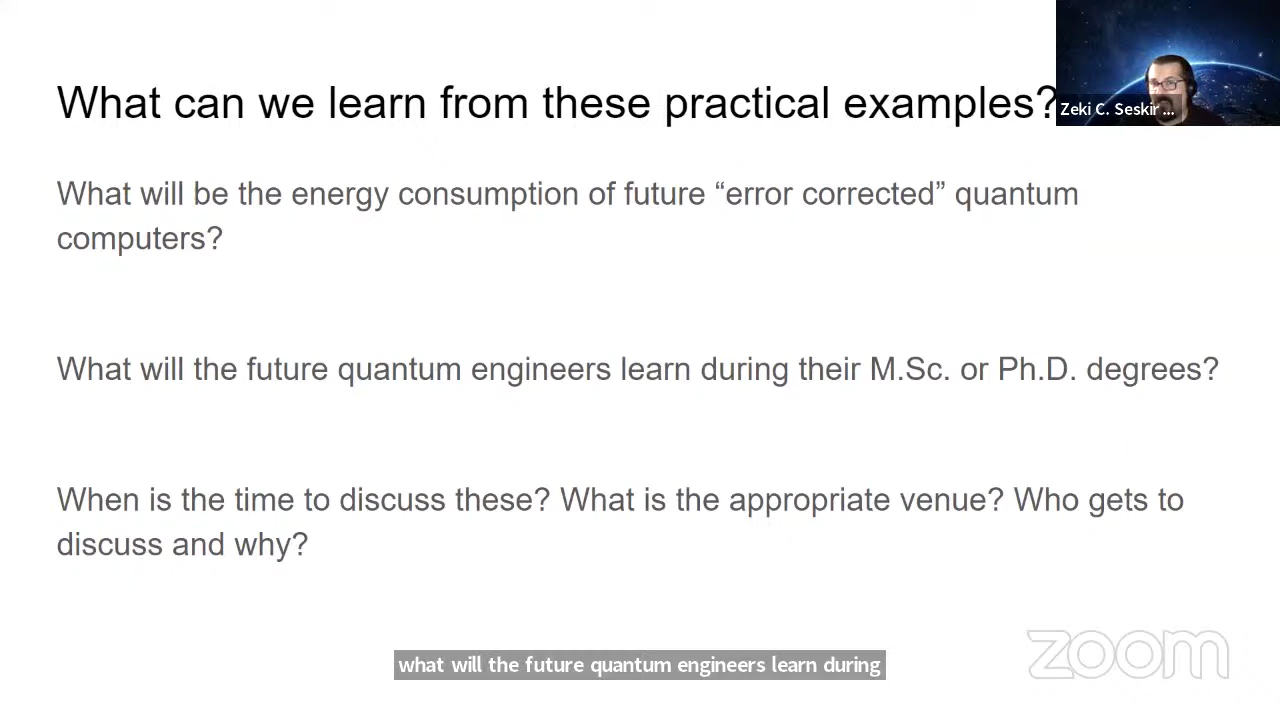 What can we learn from these practical examples?
Zeki C. Seskir ...
What will be the energy consumption of future “error corrected” quantum
computers?
What will the future quantum engineers learn during their M.Sc. or Ph.D. degrees?
When is the time to discuss these? What is the appropriate venue? Who gets to
discuss and why?
zoom
what will the future quantum engineers learn during